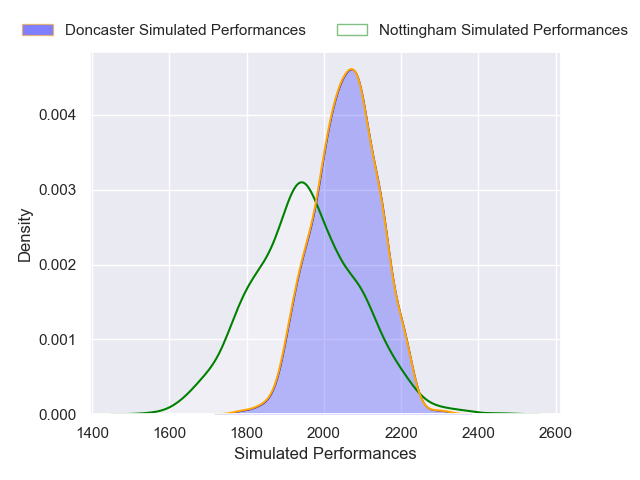 Doncaster Simulated Performances
Nottingham Simulated Performances
0.004
0.003
0.002
0.001
0.000
Density
1400 1600 1800 2000 2200 2400 2600
Simulated Performances